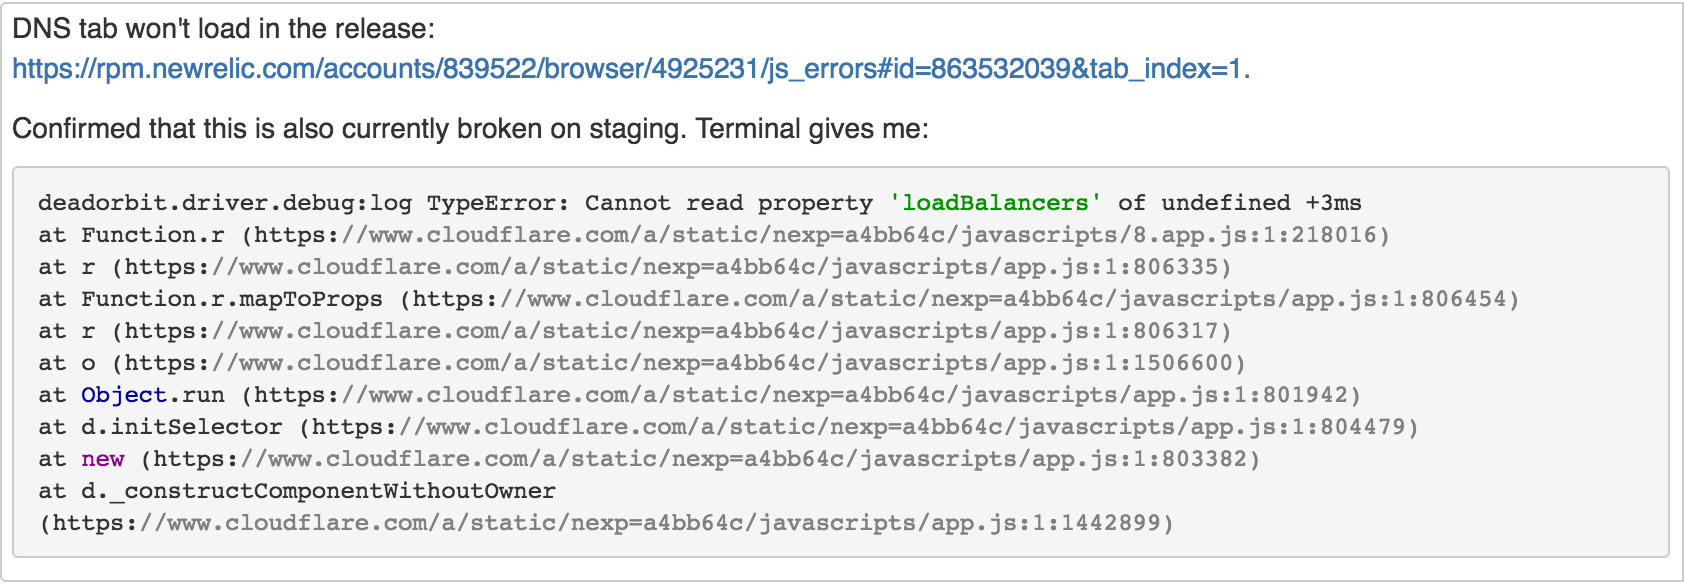 DNS tab won't load in the release:
https://rpm.newrelic.com/accounts/839522/browser/4925231/js_errors#id=863532039&tab_index=1.
Confirmed that this is also currently broken on staging. Terminal gives me:
deadorbit.driver.debug:log TypeError: Cannot read property 'loadBalancers' of undefined +3ms
at Function.r (https://www.cloudflare.com/a/static/nexp=a4bb64c/javascripts/8.app.js:1:218016)
at r (https://www.cloudflare.com/a/static/nexp=a4bb64c/javascripts/app.js:1:806335)
at Function.r.mapToProps (https://www.cloudflare.com/a/static/nexp=a4bb64c/javascripts/app.js:1:806454)
at r (https://www.cloudflare.com/a/static/nexp=a4bb64c/javascripts/app.js:1:806317)
at o (https://www.cloudflare.com/a/static/nexp=a4bb64c/javascripts/app.js:1:1506600)
at Object.run (https://www.cloudflare.com/a/static/nexp=a4bb64c/javascripts/app.js:1:801942)
at d.initSelector (https://www.cloudflare.com/a/static/nexp=a4bb64c/javascripts/app.js:1:804479)
at new (https://www.cloudflare.com/a/static/nexp=a4bb64c/javascripts/app.js:1:803382)
at d._constructComponentWithoutOwner
(https://www.cloudflare.com/a/static/nexp=a4bb64c/javascripts/app.js:1:1442899)